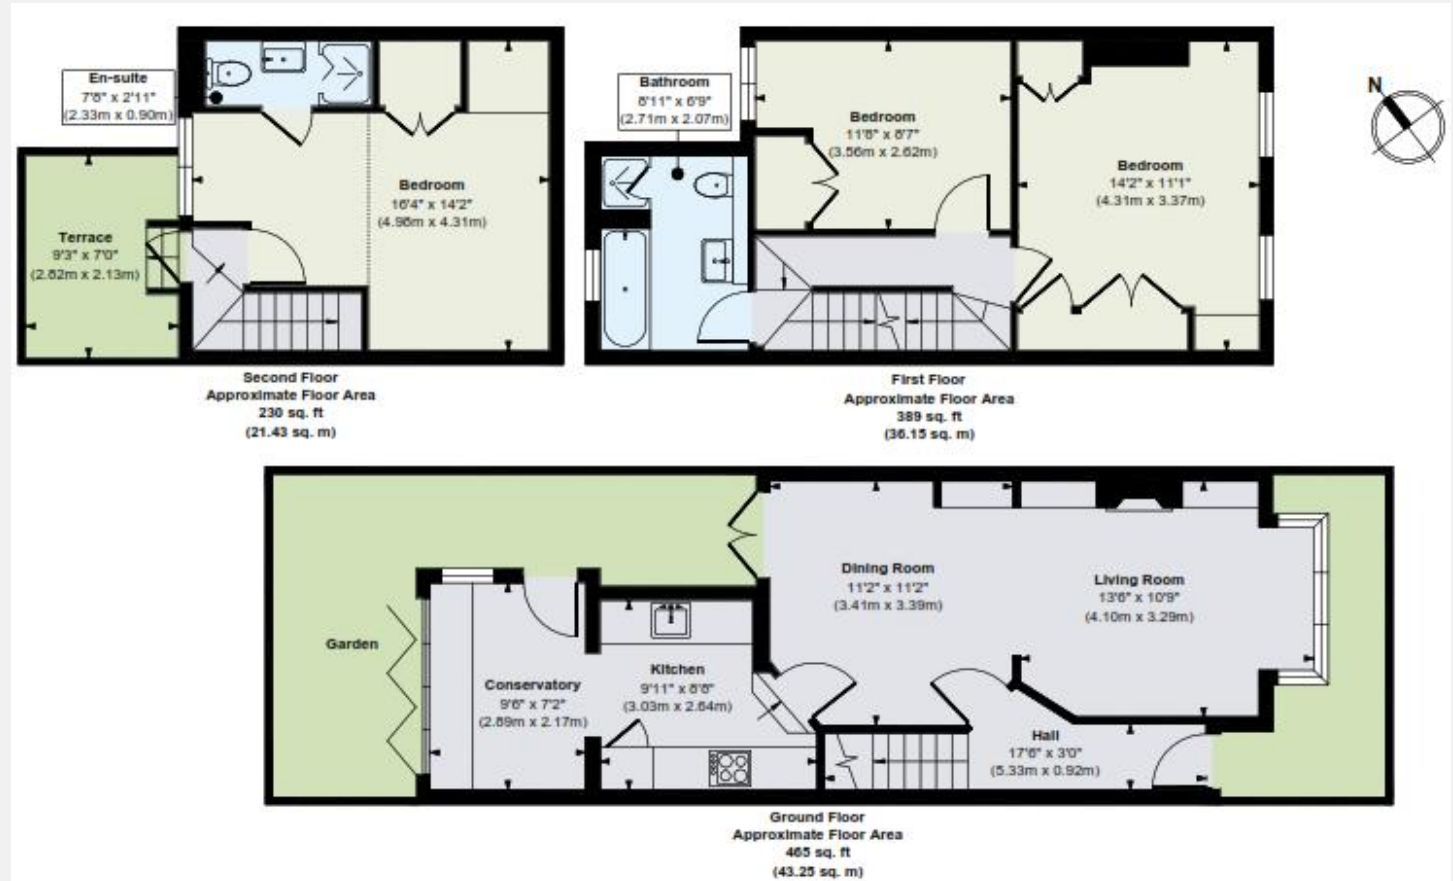 En-suite
7'8" x 2'11"
(2.33m x 0.90m)
Bedroom
16'4" x 14'2"
(4.98m x 4.31m)
Terrace
9'3" x 7'0"
(2.82m x 2.13m)
Second Floor
Approximate Floor Area
230 sq. ft
(21.43 sq. m)
Bathroom
8'11" x 6'9"
(2.71m x 2.07m)
Bedroom
11'8" x 8'7"
(3.56m x 2.62m)
Bedroom
14'2" x 11'1"
(4.31m x 3.37m)
First Floor
Approximate Floor Area
389 sq. ft
(36.15 sq. m)
N
Garden
Conservatory
9'6" x 7'2"
(2.89m x 2.17m)
Kitchen
9'11" x 8'8"
(3.03m x 2.64m)
Dining Room
11'2" x 11'2"
(3.41m x 3.39m)
Living Room
13'6" x 10'9"
(4.10m x 3.29m)
Hall
17'6" x 3'0"
(5.33m x 0.92m)
Ground Floor
Approximate Floor Area
465 sq. ft
(43.25 sq. m)